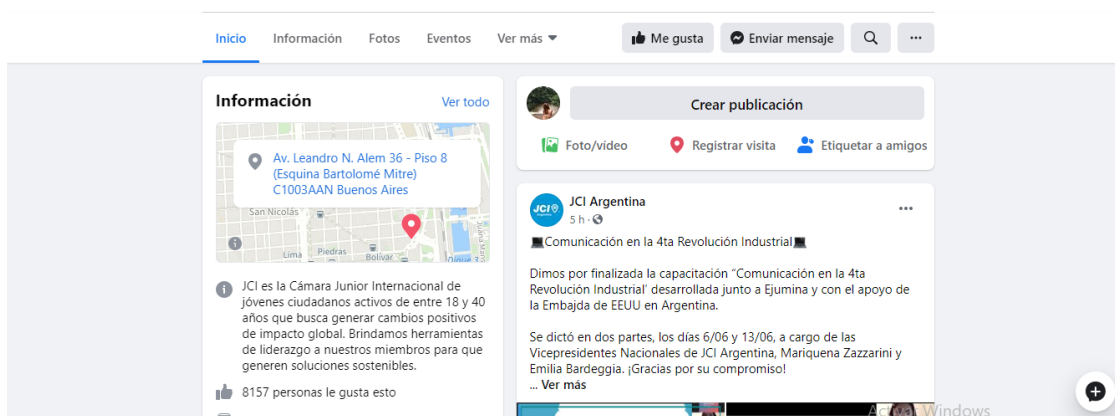 Inicio Información Fotos Eventos Ver más
Me gusta Enviar mensaje
Información Ver todo
Av. Leandro N. Alem 36 - Piso 8
(Esquina Bartolomé Mitre)
C1003AAN Buenos Aires
San Nicolás
Lima Piedras Bolívar
JCI es la Cámara Junior Internacional de
jóvenes ciudadanos activos de entre 18 y 40
años que busca generar cambios positivos
de impacto global. Brindamos herramientas
de liderazgo a nuestros miembros para que
generen soluciones sostenibles.
8157 personas les gusta esto
Crear publicación
Foto/vídeo Registrar visita Etiquetar a amigos
JCI
JCI Argentina
5 h ·
Comunicación en la 4ta Revolución Industrial
Dimos por finalizada la capacitación “Comunicación en la 4ta
Revolución Industrial’ desarrollada junto a Ejumina y con el apoyo de
la Embajda de EEUU en Argentina.
Se dictó en dos partes, los días 6/06 y 13/06, a cargo de las
Vicepresidentes Nacionales de JCI Argentina, Mariquena Zazzarini y
Emilia Bardeggia. ¡Gracias por su compromiso!
... Ver más
Activar Windows